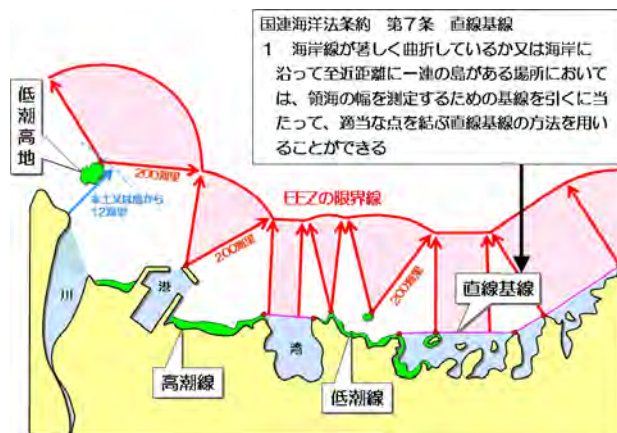 国連海洋法条約 第7条 直線基線
1 海岸線が著しく曲折しているか又は海岸に
沿って至近距離に一連の島がある場所において
は、領海の幅を測定するための基線を引くに当
たって、適当な点を結ぶ直線基線の方法を用い
ることができる
低潮高地
200海里
本土又は島から
12海里
EEZの限界線
200海里
200海里
川
港
直線基線
湾
高潮線
低潮線